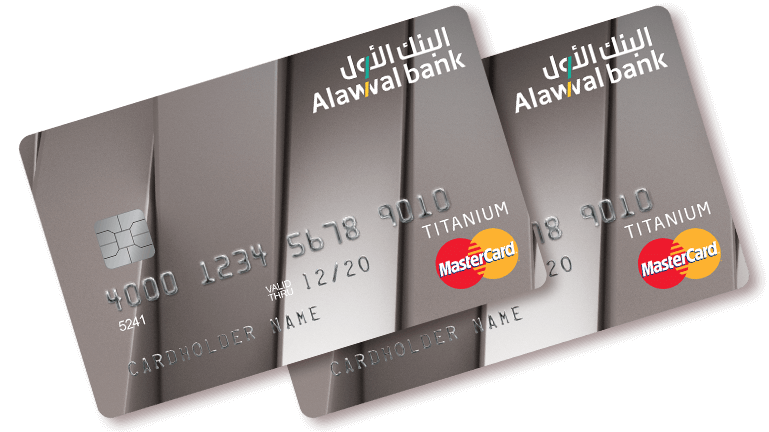 البنك الأول
Alawwal bank
4000 1234 5678 9010
TITANIUM
MasterCard
5241
VALID
THRU
12/20
CARDHOLDER NAME
البنك الأول
Alawwal bank
78 9010
TITANIUM
MasterCard
20
CARDHOLDER NAME